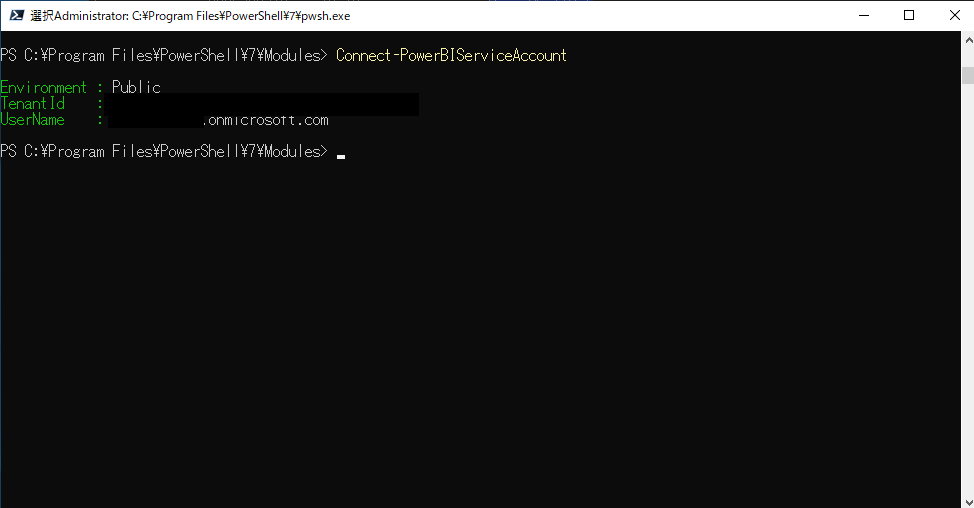 選択Administrator: C:¥Program Files¥PowerShell¥7¥pwsh.exe
PS C:¥Program Files¥PowerShell¥7¥Modules> Connect-PowerBIServiceAccount
Environment : Public
TenantId :
UserName : .onmicrosoft.com
PS C:¥Program Files¥PowerShell¥7¥Modules>